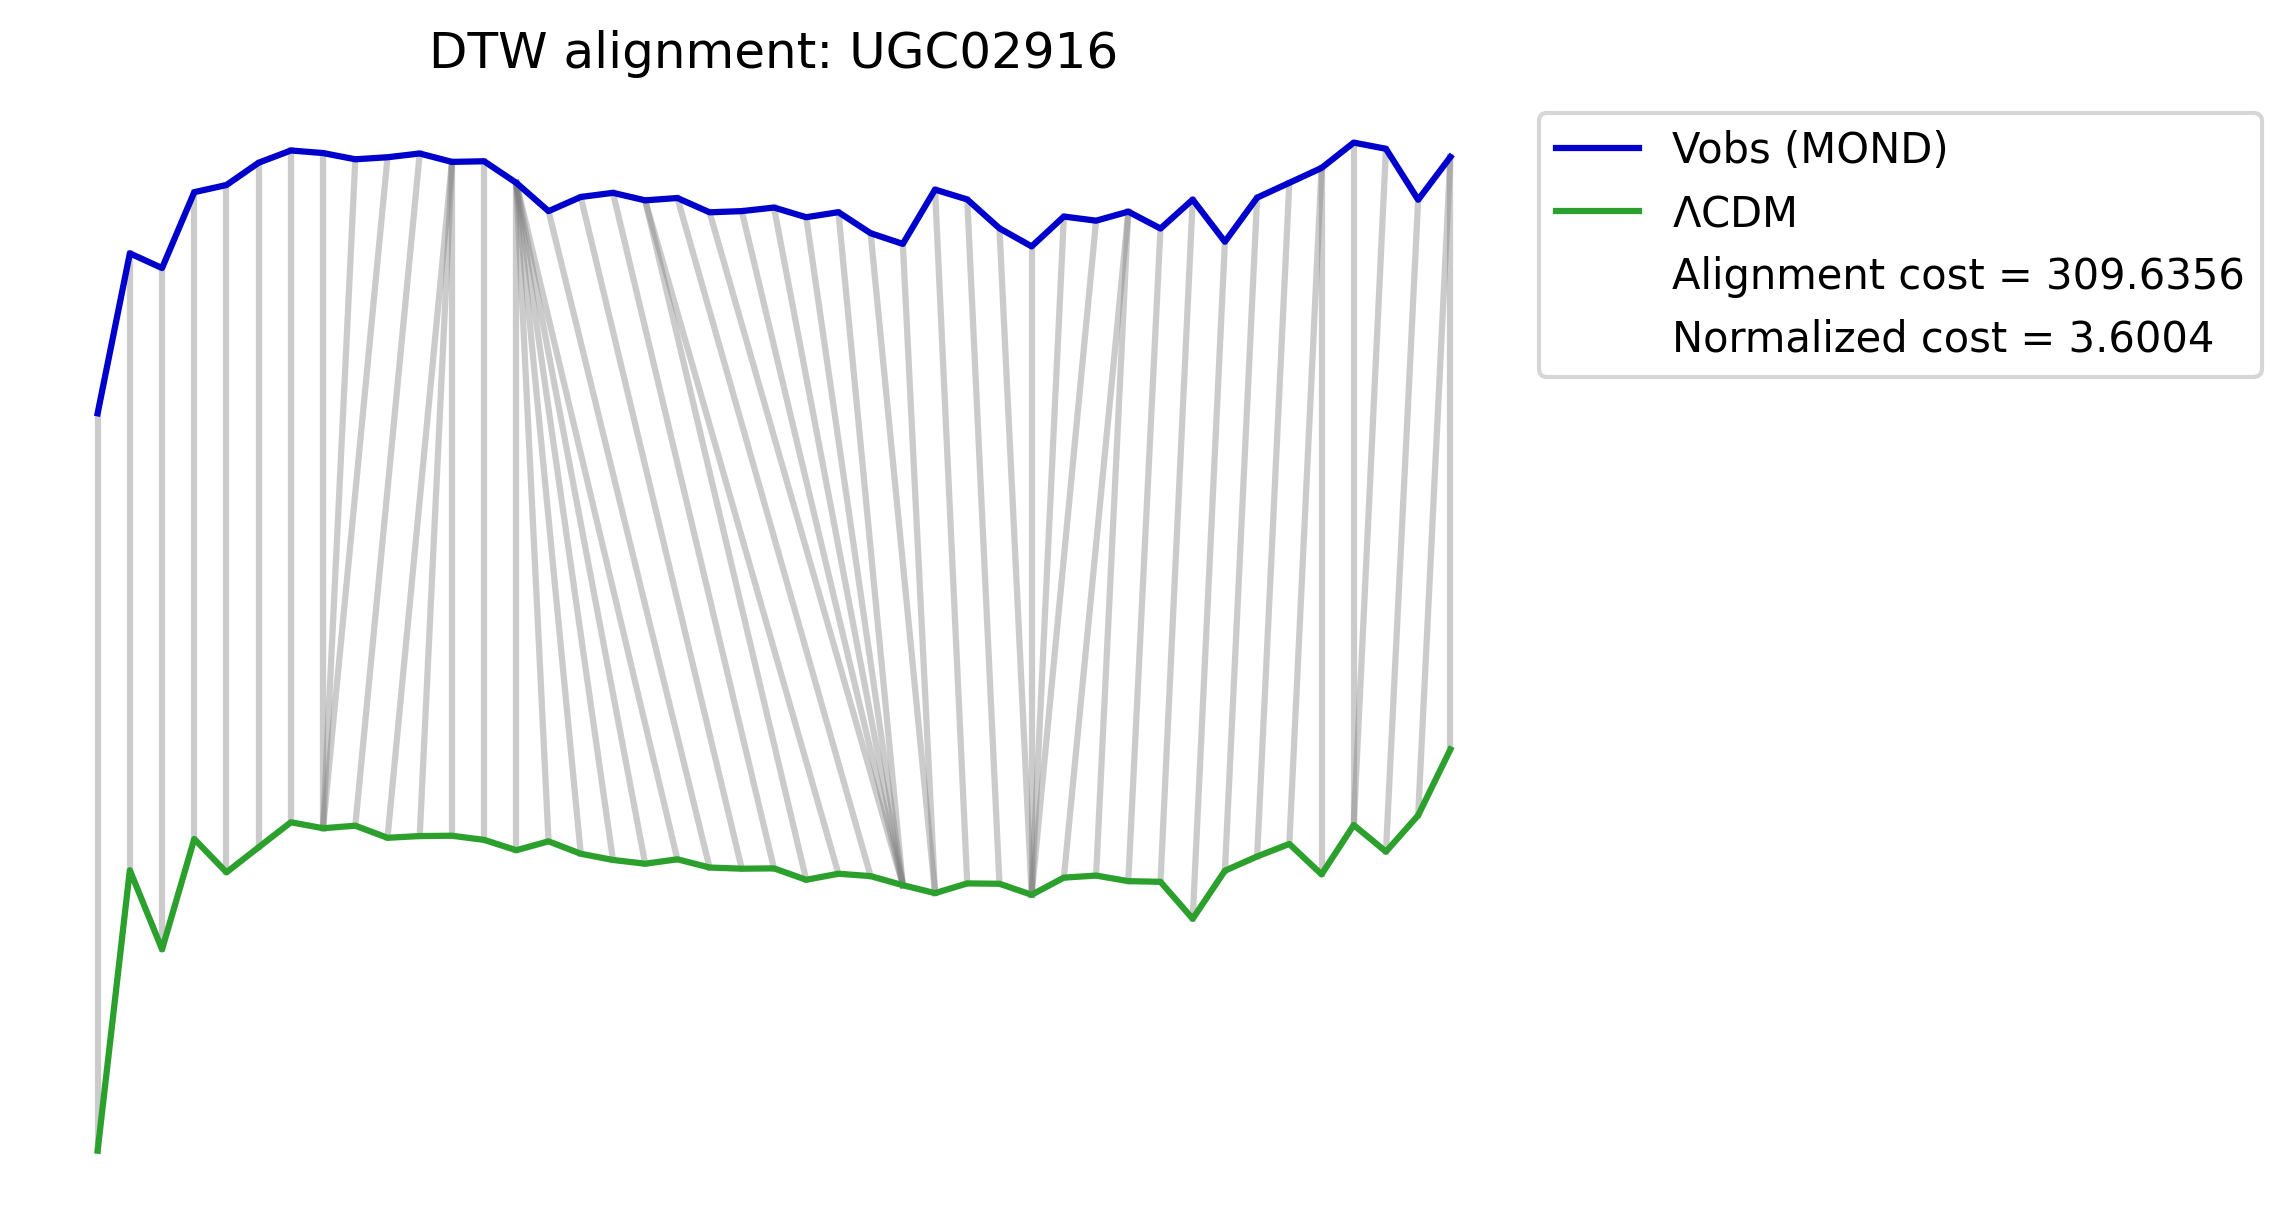 DTW alignment: UGC02916
Vobs (MOND)
ΛCDM
Alignment cost = 309.6356
Normalized cost = 3.6004